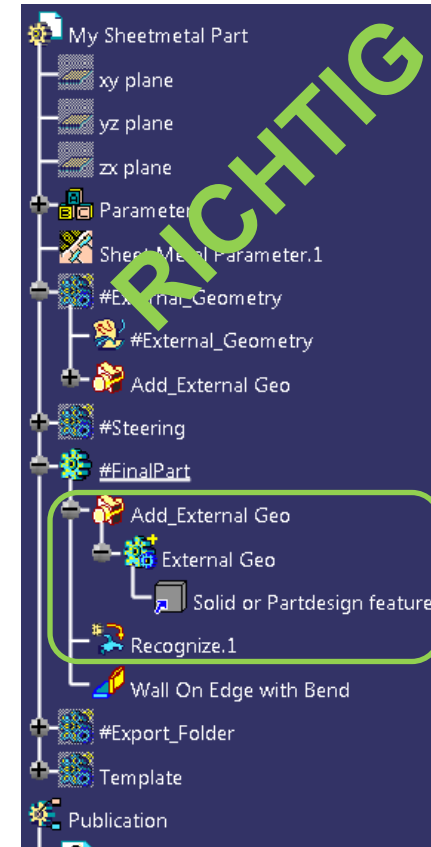 My Sheetmetal Part
RICHTIG
xy plane
yz plane
zx plane
Parameter
Sheet Metal Parameter.1
#External_Geometry
#External_Geometry
Add_External Geo
#Steering
#FinalPart
Add_External Geo
External Geo
Solid or Partdesign feature
Recognize.1
Wall On Edge with Bend
#Export_Folder
Template
Publication